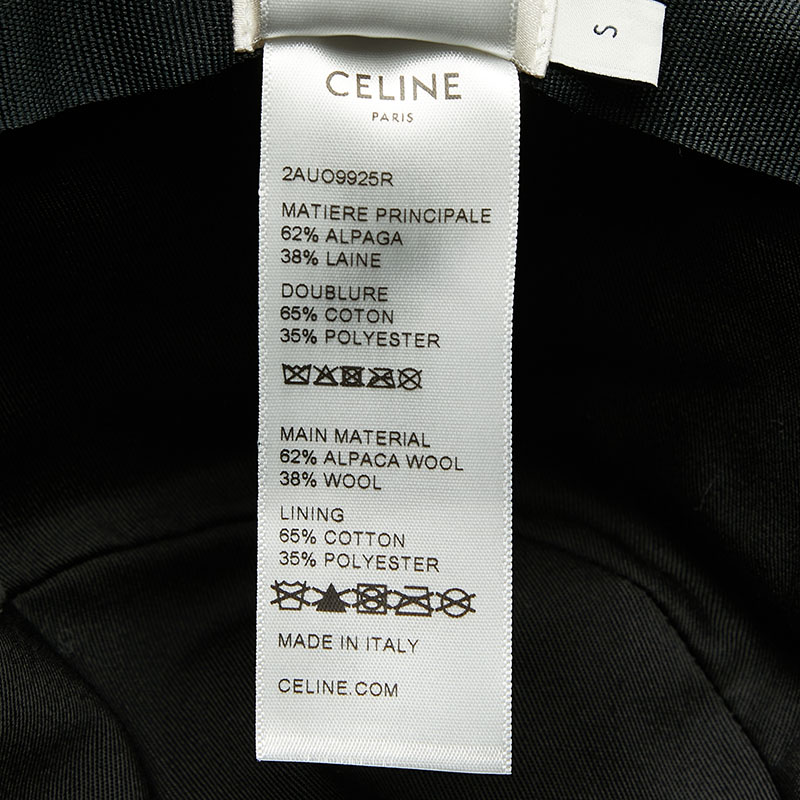 S
CELINE
PARIS
2AUO9925R
MATIERE PRINCIPALE
62% ALPAGA
38% LAINE
DOUBLURE
65% COTON
35% POLYESTER
MAIN MATERIAL
62% ALPACA WOOL
38% WOOL
LINING
65% COTTON
35% POLYESTER
MADE IN ITALY
CELINE.COM